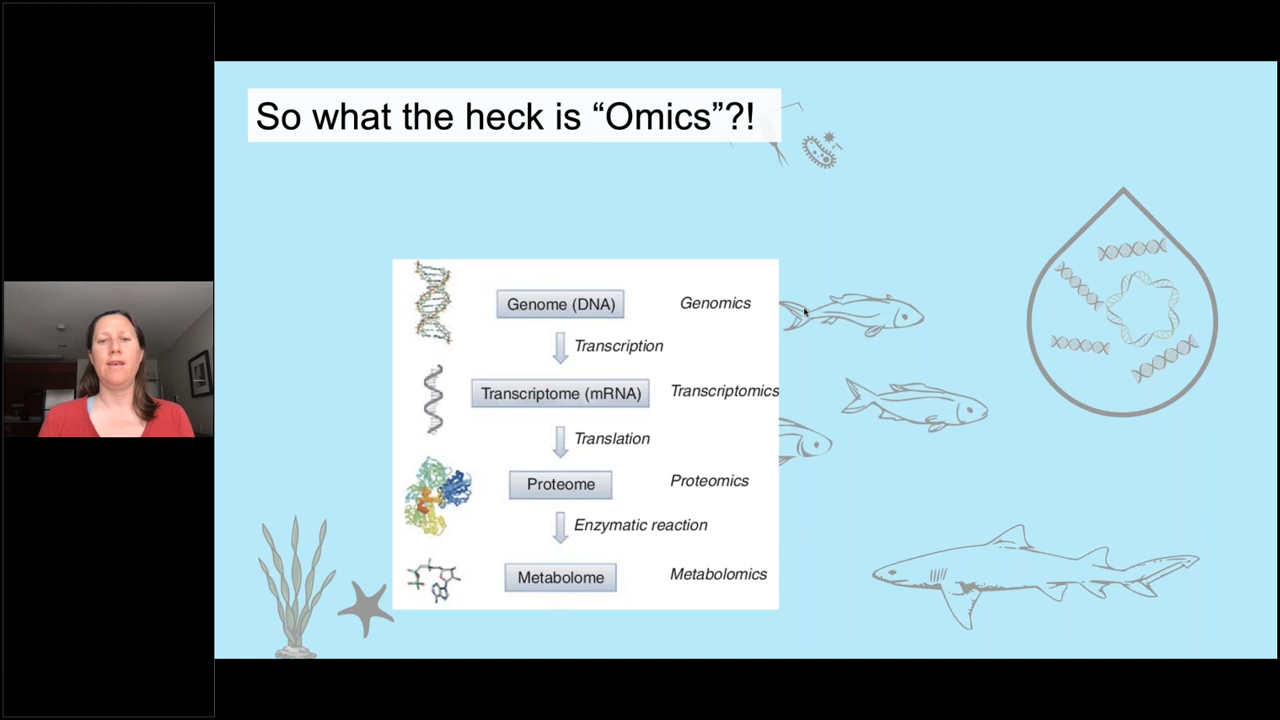 So what the heck is “Omics”?!
Genome (DNA)
Genomics
Transcription
Transcriptome (mRNA)
Transcriptomics
Translation
Proteome
Proteomics
Enzymatic reaction
Metabolome
Metabolomics